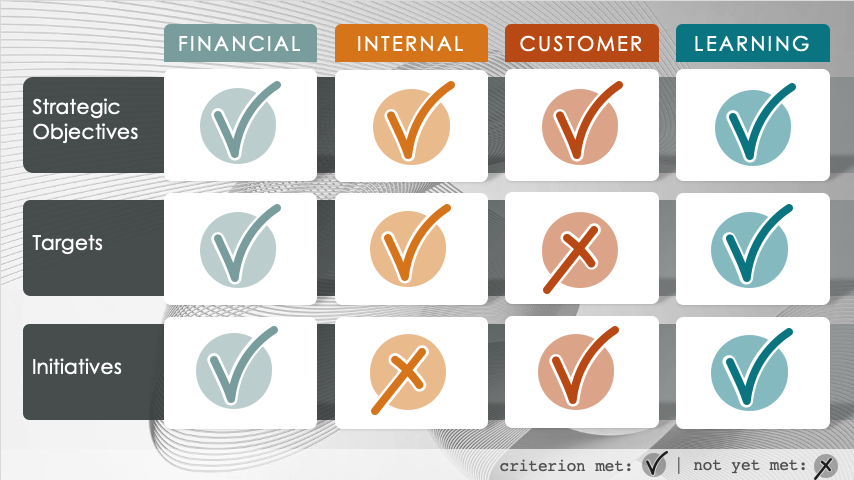 FINANCIAL
INTERNAL
CUSTOMER
LEARNING
Strategic
Objectives
Targets
Initiatives
criterion met: | not yet met: